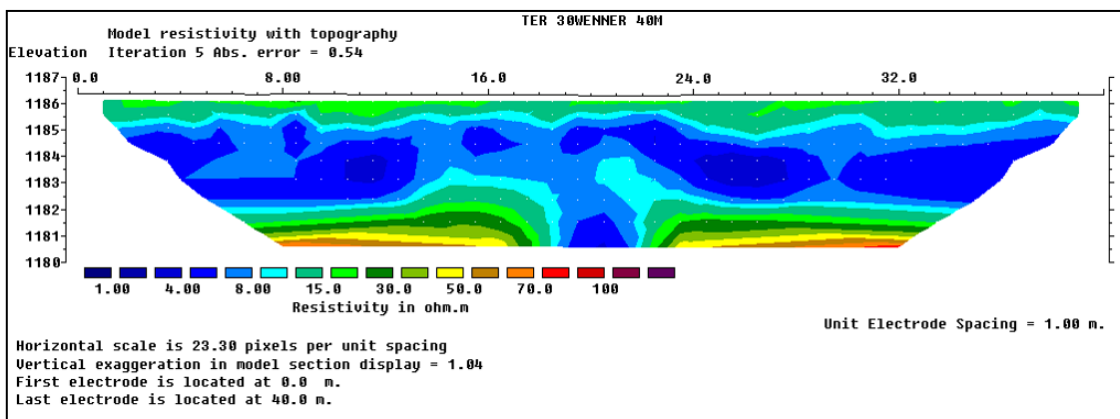 TER 30WENNER 40M
Model resistivity with topography
Elevation Iteration 5 Abs. error = 0.54
1187 0.0 8.00 16.0 24.0 32.0
1186
1185
1184
1183
1182
1181
1180
1.00 4.00 8.00 15.0 30.0 50.0 70.0 100
Resistivity in ohm.m
Unit Electrode Spacing = 1.00 m.
Horizontal scale is 23.30 pixels per unit spacing
Vertical exaggeration in model section display = 1.04
First electrode is located at 0.0 m.
Last electrode is located at 40.0 m.